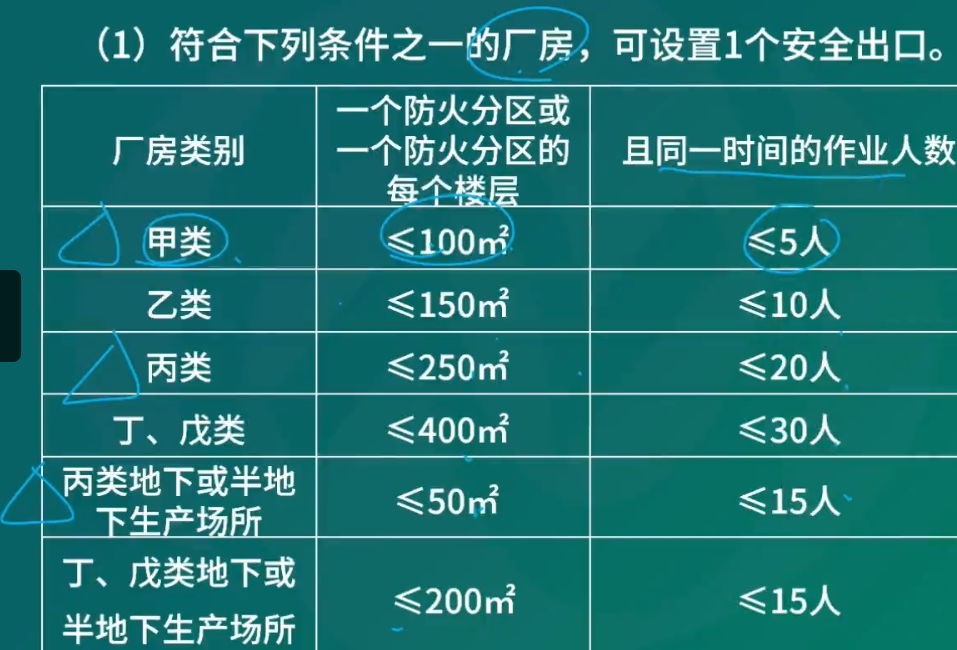 （1）符合下列条件之一的厂房，可设置1个安全出口。
厂房类别
一个防火分区或
一个防火分区的
每个楼层
且同一时间的作业人数
甲类
≤100㎡
≤5人
乙类
≤150㎡
≤10人
丙类
≤250㎡
≤20人
丁、戊类
≤400㎡
≤30人
丙类地下或半地
下生产场所
≤50㎡
≤15人
丁、戊类地下或
半地下生产场所
≤200㎡
≤15人